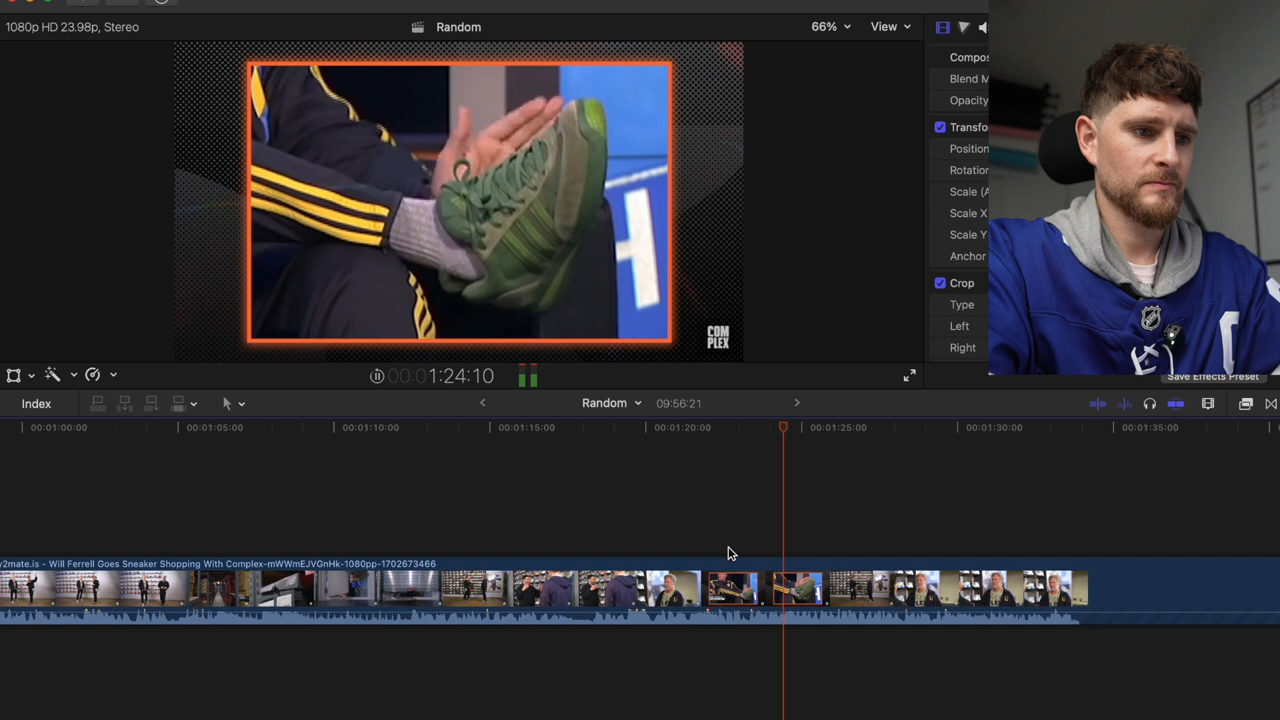 1080p HD 23.98p, Stereo
Random
66%
View
Compos
Blend M
Opacity
Transfo
Position
Rotation
Scale (A
Scale X
Scale Y
Anchor
Crop
Type
Left
Right
COM
PLEX
H
NHL
00:00:01:24:10
Save Effects Preset
Index
Random
09:56:21
00:01:00:00
00:01:05:00
00:01:10:00
00:01:15:00
00:01:20:00
00:01:25:00
00:01:30:00
00:01:35:00
y2mate.is - Will Ferrell Goes Sneaker Shopping With Complex-mWWmEJVGnHk-1080pp-1702673466